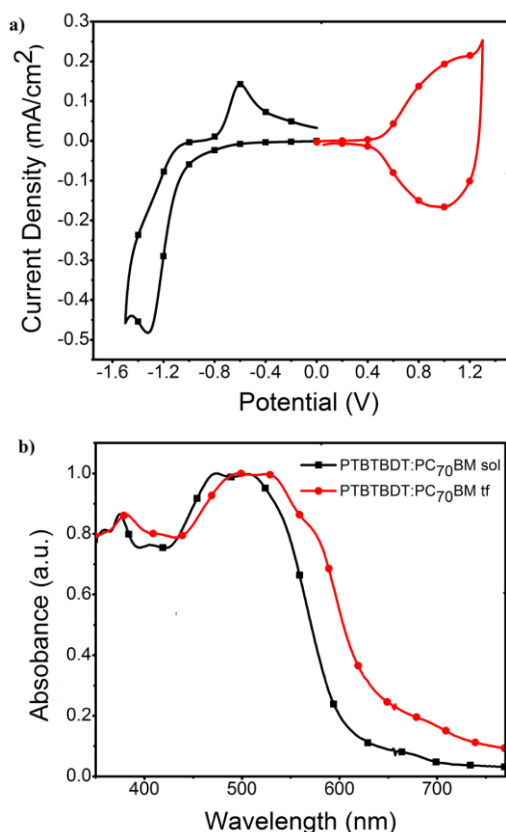 a)
0.3
0.2
0.1
0.0
-0.1
-0.2
-0.3
-0.4
-0.5
Current Density (mA/cm²)
-1.6 -1.2 -0.8 -0.4 0.0 0.4 0.8 1.2
Potential (V)
b)
PTBTBDT:PC70BM sol
PTBTBDT:PC70BM tf
1.0
0.8
0.6
0.4
0.2
0.0
Absobance (a.u.)
400 500 600 700
Wavelength (nm)